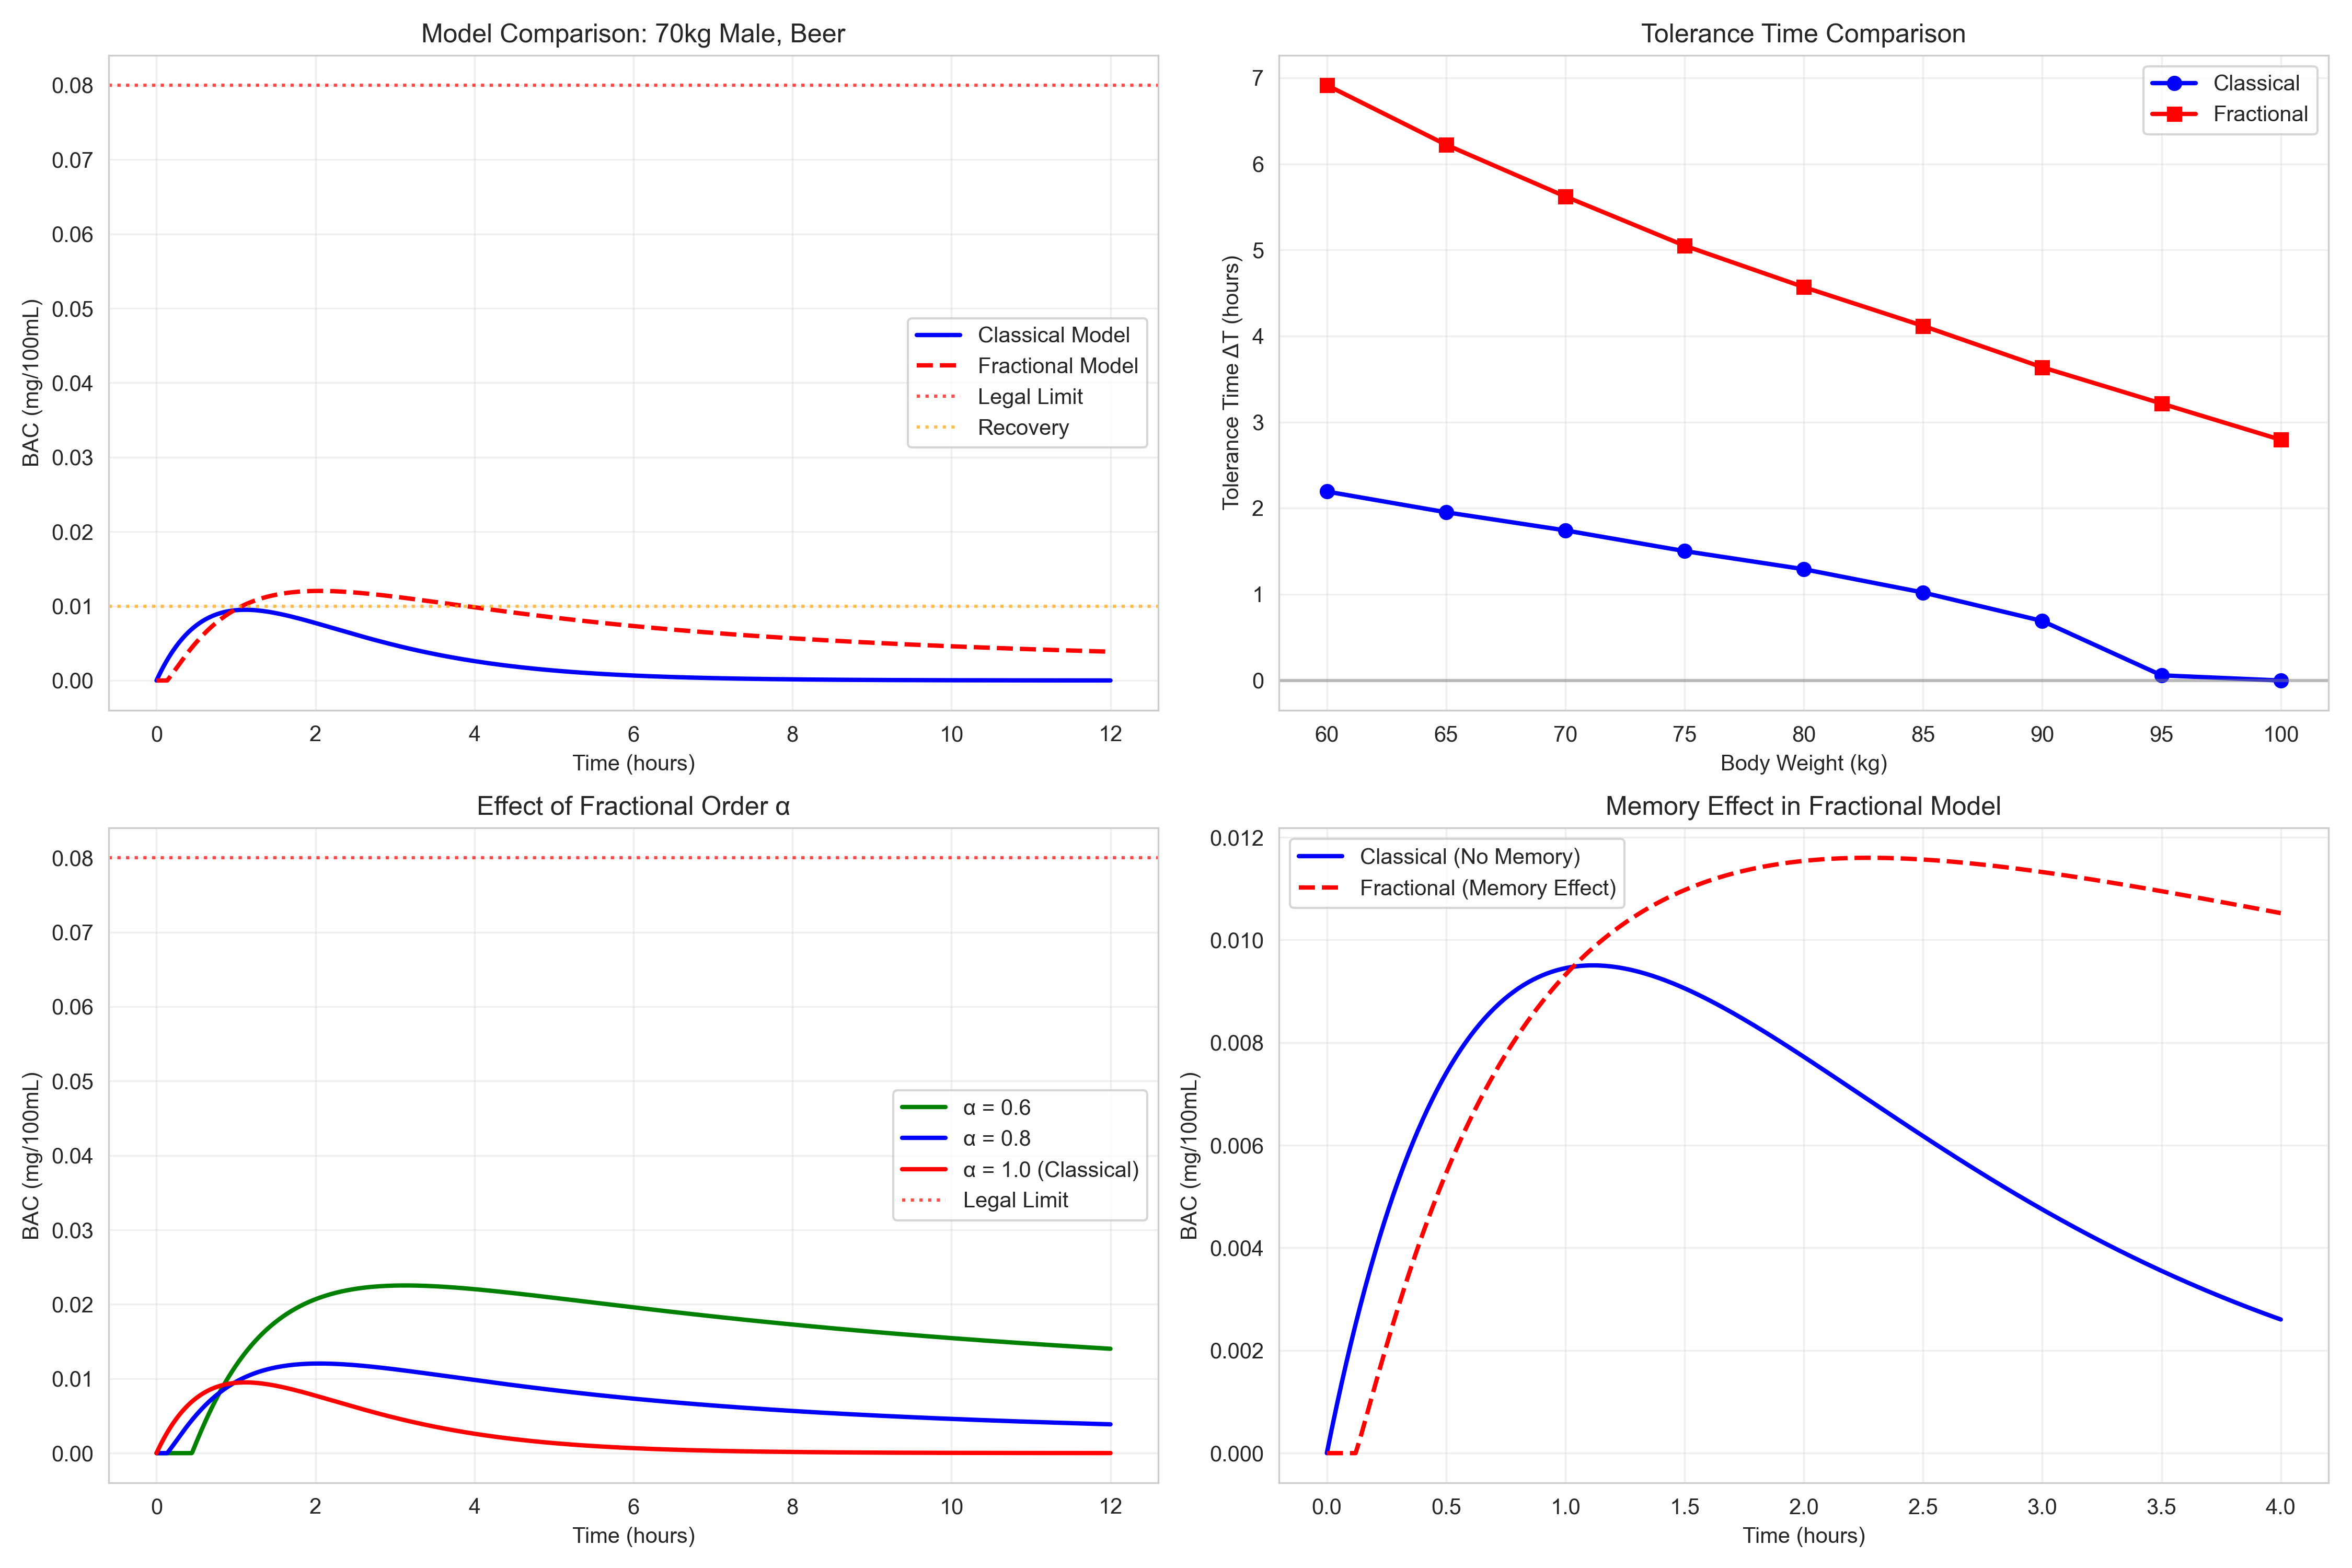 Model Comparison: 70kg Male, Beer
BAC (mg/100mL)
0.08
0.07
0.06
0.05
0.04
0.03
0.02
0.01
0.00
Classical Model
Fractional Model
Legal Limit
Recovery
0 2 4 6 8 10 12
Time (hours)
Tolerance Time Comparison
Tolerance Time ΔT (hours)
7
6
5
4
3
2
1
0
Classical
Fractional
60 65 70 75 80 85 90 95 100
Body Weight (kg)
Effect of Fractional Order α
BAC (mg/100mL)
0.08
0.07
0.06
0.05
0.04
0.03
0.02
0.01
0.00
α = 0.6
α = 0.8
α = 1.0 (Classical)
Legal Limit
0 2 4 6 8 10 12
Time (hours)
Memory Effect in Fractional Model
BAC (mg/100mL)
0.012
0.010
0.008
0.006
0.004
0.002
0.000
Classical (No Memory)
Fractional (Memory Effect)
0.0 0.5 1.0 1.5 2.0 2.5 3.0 3.5 4.0
Time (hours)